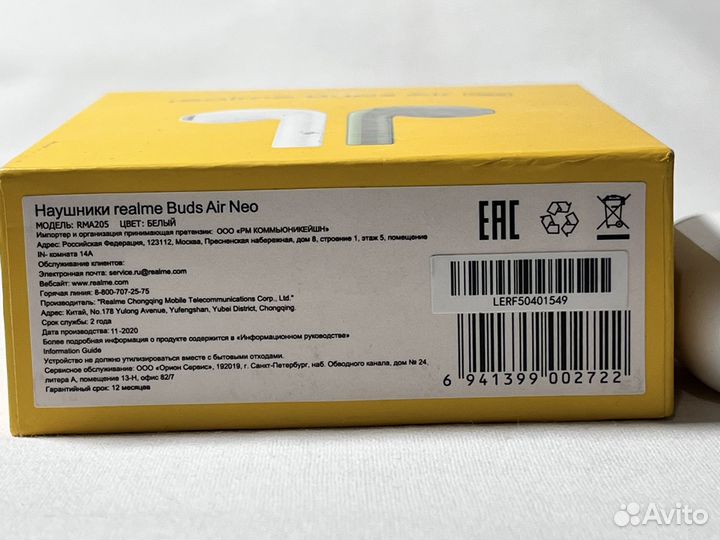 realme Buds Air Neo
Наушники realme Buds Air Neo
МОДЕЛЬ: RMA205 ЦВЕТ: БЕЛЫЙ
Импортер и организация принимающая претензии: ООО «РМ КОММЬЮНИКЕЙШН»
Адрес: Российская Федерация, 123112, Москва, Пресненская набережная, дом 8, строение 1, этаж 5, помещение
IN- комната 14А
Обслуживание клиентов:
Электронная почта: service.ru@realme.com
Вебсайт: www.realme.com
Горячая линия: 8-800-707-25-75
Производитель: "Realme Chongqing Mobile Telecommunications Corp., Ltd."
Адрес: Китай, No.178 Yulong Avenue, Yufengshan, Yubei District, Chongqing.
Срок службы: 2 года
Дата производства: 11-2020
Более подробная информация о продукте содержится в «Информационном руководстве»
Information Guide
Устройство не должно утилизироваться вместе с бытовыми отходами.
Сервисное обслуживание: ООО «Орион Сервис», 192019, г. Санкт-Петербург, наб. Обводного канала, дом № 24,
литера А, помещение 13-Н, офис 82/7
Гарантийный срок: 12 месяцев
EAC
LERF50401549
6 941399 002722
Avito